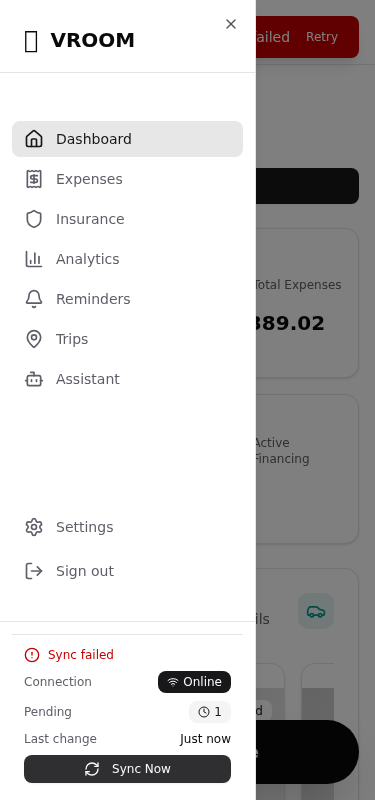 VROOM
Dashboard
Expenses
Insurance
Analytics
Reminders
Trips
Assistant
Settings
Sign out
Sync failed
Connection Online
Pending 1
Last change Just now
Sync Now
ailed Retry
Total Expenses
389.02
Active
Financing
ils
d
e